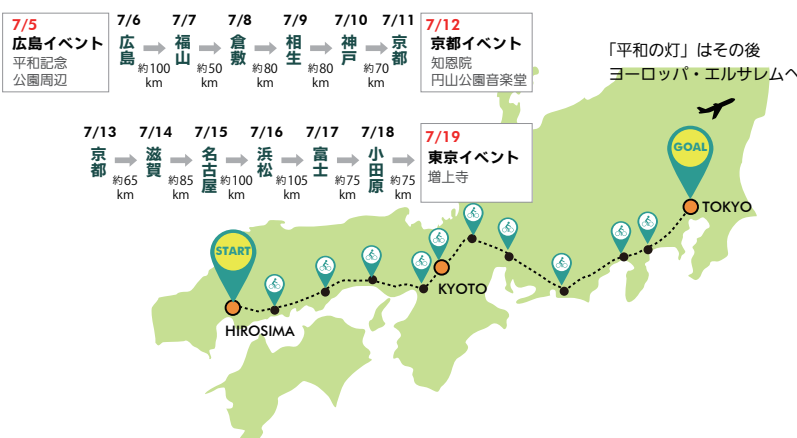 7/5
広島イベント
平和記念
公園周辺
7/6 7/7 7/8 7/9 7/10 7/11
広島 福山 倉敷 相生 神戸 京都
約100 約50 約80 約80 約70
km km km km km
7/12
京都イベント
知恩院
円山公園音楽堂
「平和の灯」はその後
ヨーロッパ・エルサレムへ
7/13 7/14 7/15 7/16 7/17 7/18
京都 滋賀 名古屋 浜松 富士 小田原
約65 約85 約100 約105 約75 約75
km km km km km km
7/19
東京イベント
増上寺
GOAL
TOKYO
START
KYOTO
HIROSIMA